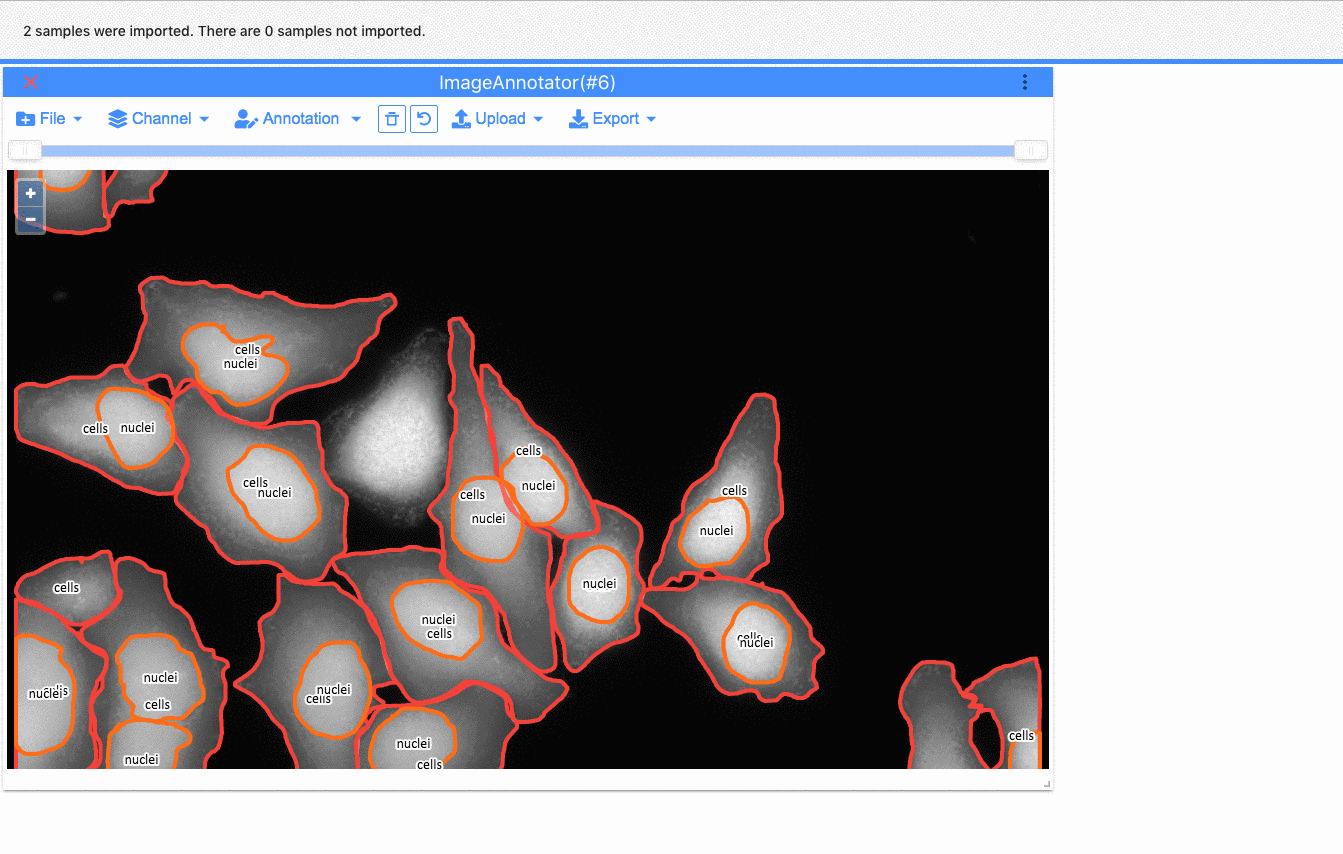 2 samples were imported. There are 0 samples not imported.
ImageAnnotator(#6)
File Channel Annotation Upload Export
+
−
cells
nuclei
cells nuclei
cells
nuclei
cells
nuclei
cells
nuclei
cells
nuclei
nuclei
cells
nuclei
cells
nuclei
cells
cells
nuclei
nuclei
nuclei
cells
nuclei
nuclei
cells
nuclei
cells
cells